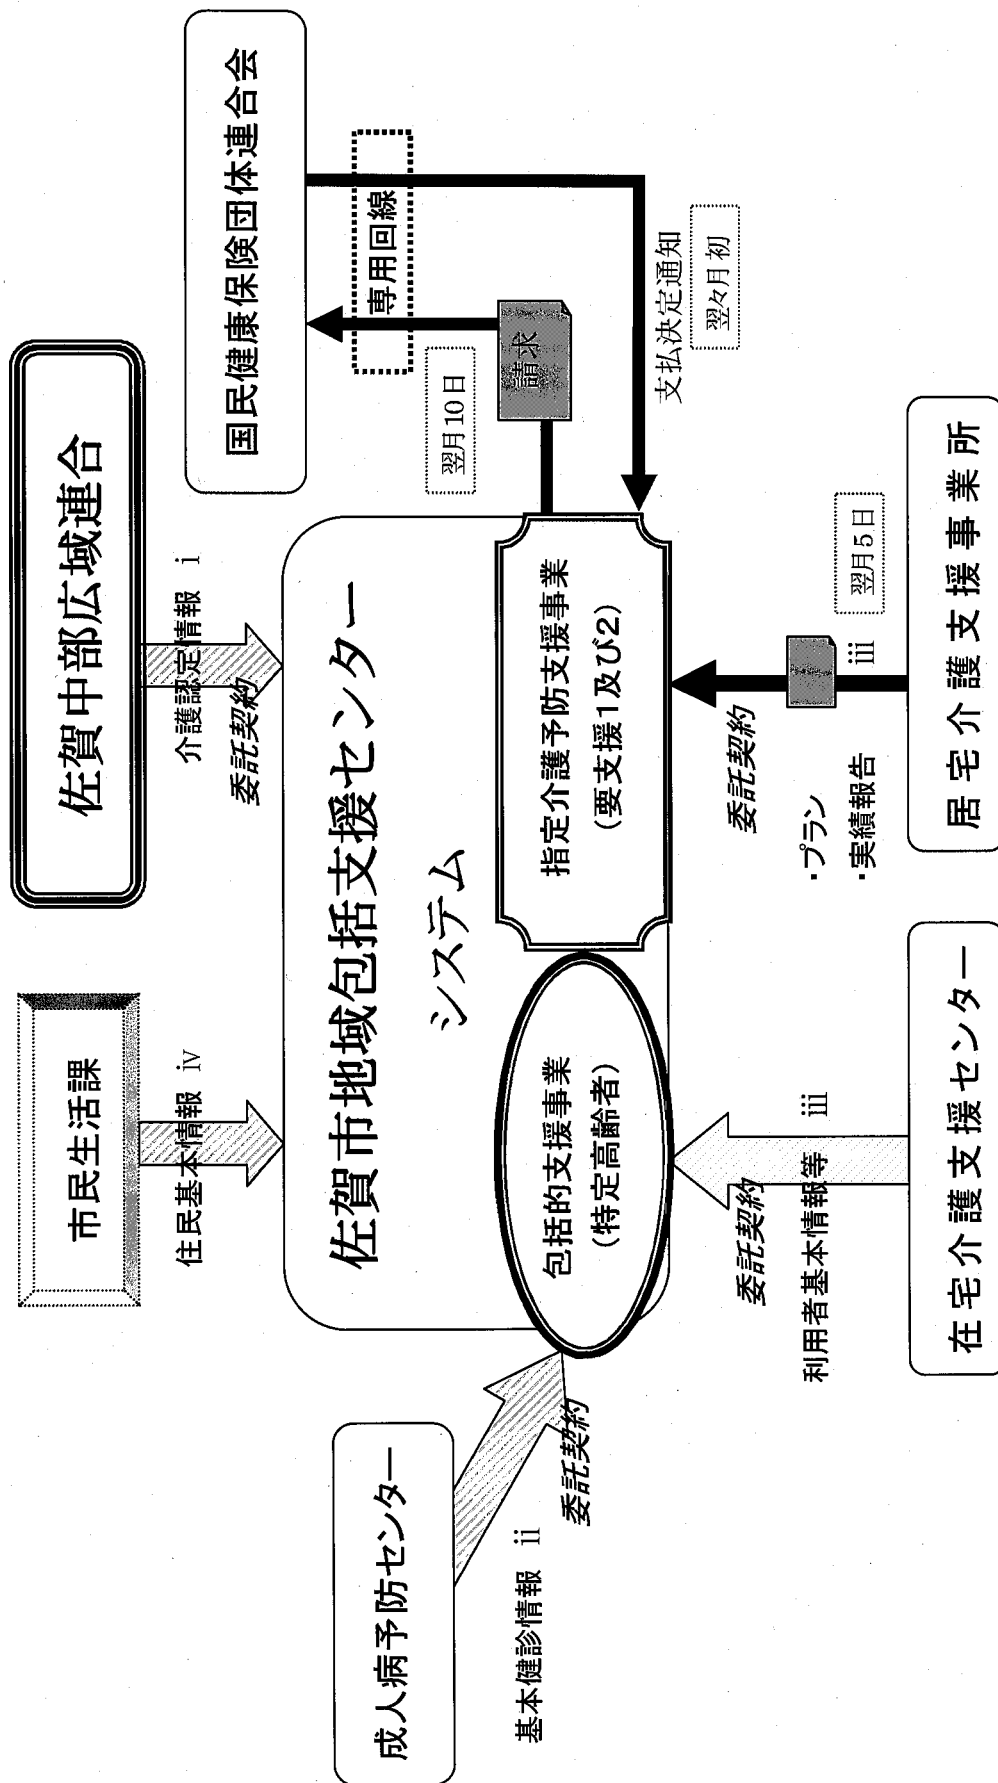 市民生活課
佐賀中部広域連合
国民健康保険団体連合会
住民基本情報 iv
介護認定情報 i
委託契約
専用回線
翌月10日
請求
支払決定通知
翌々月初
佐賀市地域包括支援センター
システム
包括的支援事業
(特定高齢者)
指定介護予防支援事業
(要支援1及び2)
成人病予防センター
基本健診情報 ii
委託契約
委託契約
利用者基本情報等
iii
在宅介護支援センター
委託契約
・プラン
・実績報告
iii
翌月5日
居宅介護支援事業所